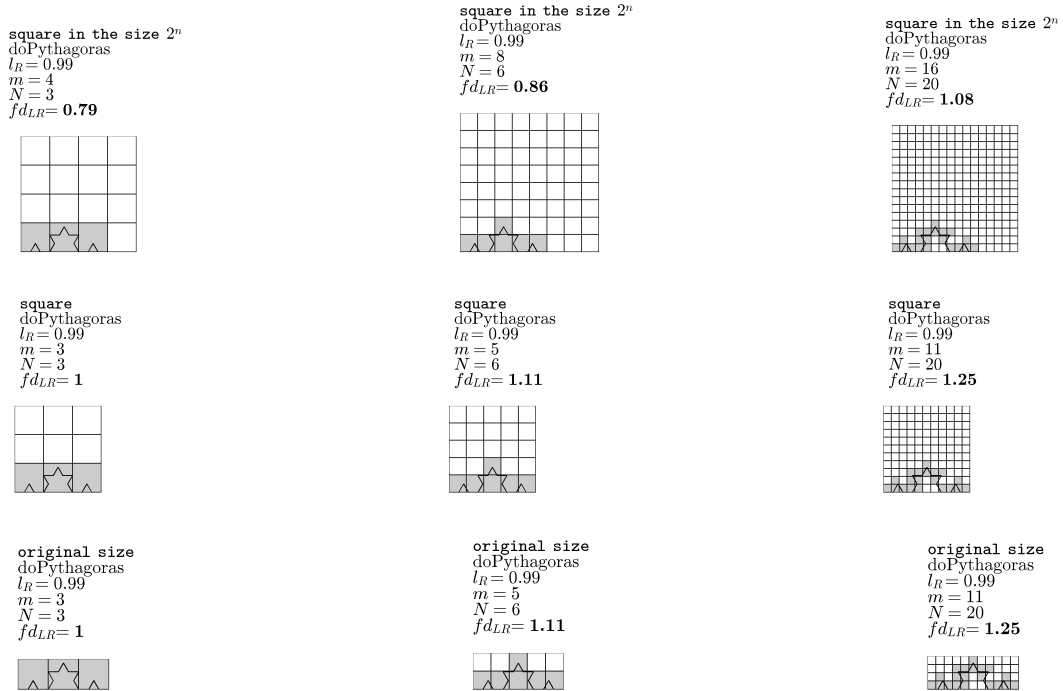 square in the size 2ⁿ
doPythagoras
l_R = 0.99
m = 4
N = 3
fd_LR = 0.79
square in the size 2ⁿ
doPythagoras
l_R = 0.99
m = 8
N = 6
fd_LR = 0.86
square in the size 2ⁿ
doPythagoras
l_R = 0.99
m = 16
N = 20
fd_LR = 1.08
square
doPythagoras
l_R = 0.99
m = 3
N = 3
fd_LR = 1
square
doPythagoras
l_R = 0.99
m = 5
N = 6
fd_LR = 1.11
square
doPythagoras
l_R = 0.99
m = 11
N = 20
fd_LR = 1.25
original size
doPythagoras
l_R = 0.99
m = 3
N = 3
fd_LR = 1
original size
doPythagoras
l_R = 0.99
m = 5
N = 6
fd_LR = 1.11
original size
doPythagoras
l_R = 0.99
m = 11
N = 20
fd_LR = 1.25